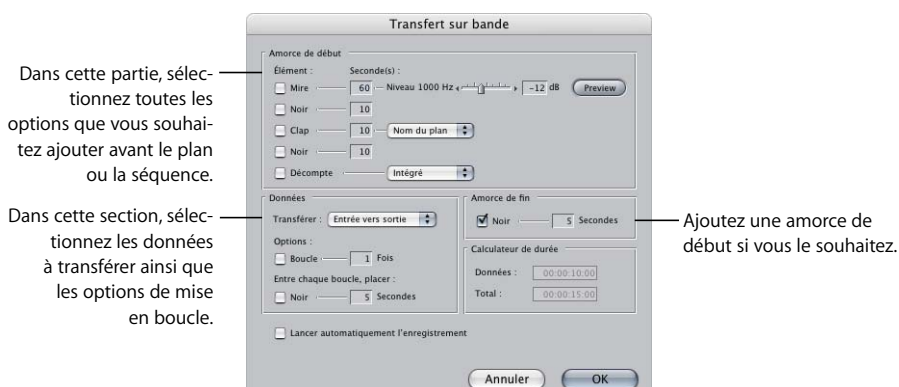 Transfert sur bande
Amorce de début
Élément : Seconde(s) :
Mire 60 Niveau 1000 Hz -12 dB Preview
Noir 10
Clap 10 Nom du plan
Noir 10
Décompte Intégré
Données
Transférer : Entrée vers sortie
Options :
Boucle 1 Fois
Entre chaque boucle, placer :
Noir 5 Secondes
Amorce de fin
Noir 5 Secondes
Calculateur de durée
Données : 00:00:10:00
Total : 00:00:15:00
Lancer automatiquement l'enregistrement
Annuler OK
Dans cette partie, sélec-
tionnez toutes les
options que vous souhai-
tez ajouter avant le plan
ou la séquence.
Dans cette section, sélec-
tionnez les données
à transférer ainsi que
les options de mise
en boucle.
Ajoutez une amorce de
début si vous le souhaitez.